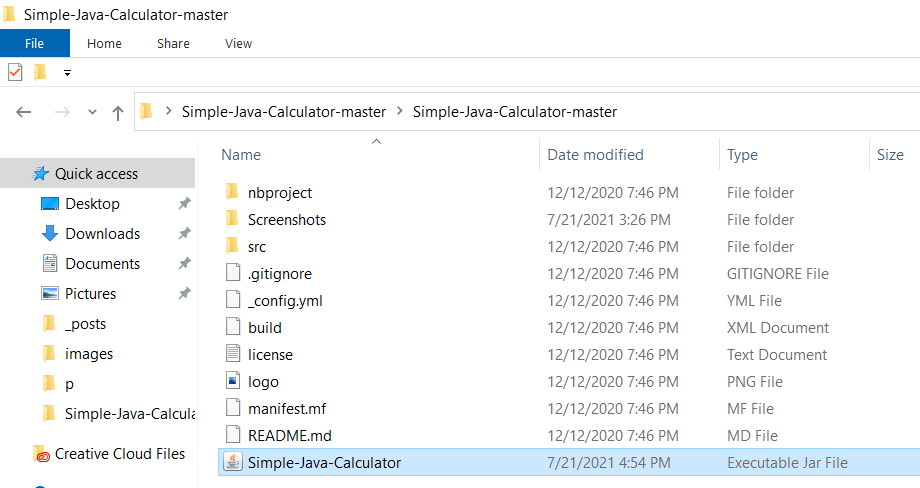 Simple-Java-Calculator-master
File Home Share View
Simple-Java-Calculator-master Simple-Java-Calculator-master
Name Date modified Type Size
Quick access
Desktop
Downloads
Documents
Pictures
_posts
images
p
Simple-Java-Calcula
Creative Cloud Files
nbproject 12/12/2020 7:46 PM File folder
Screenshots 7/21/2021 3:26 PM File folder
src 12/12/2020 7:46 PM File folder
.gitignore 12/12/2020 7:46 PM GITIGNORE File
_config.yml 12/12/2020 7:46 PM YML File
build 12/12/2020 7:46 PM XML Document
license 12/12/2020 7:46 PM Text Document
logo 12/12/2020 7:46 PM PNG File
manifest.mf 12/12/2020 7:46 PM MF File
README.md 12/12/2020 7:46 PM MD File
Simple-Java-Calculator 7/21/2021 4:54 PM Executable Jar File